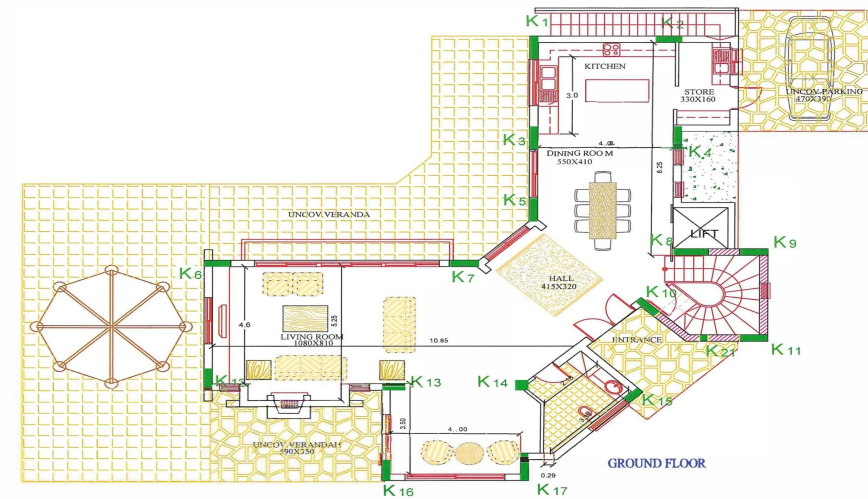 K1
K2
KITCHEN
3.0
STORE
330X160
UNCOV.PARKING
470X390
K3
K4
DINING ROOM
550X410
8.25
K5
UNCOV.VERANDA
LIFT
K8
K9
K6
K7
HALL
415X320
K10
4.6
5.25
LIVING ROOM
1080X810
10.85
ENTRANCE
K21
K11
K13
K14
K15
3.50
4.00
UNCOV.VERANDAH
590X350
GROUND FLOOR
0.29
K16
K17